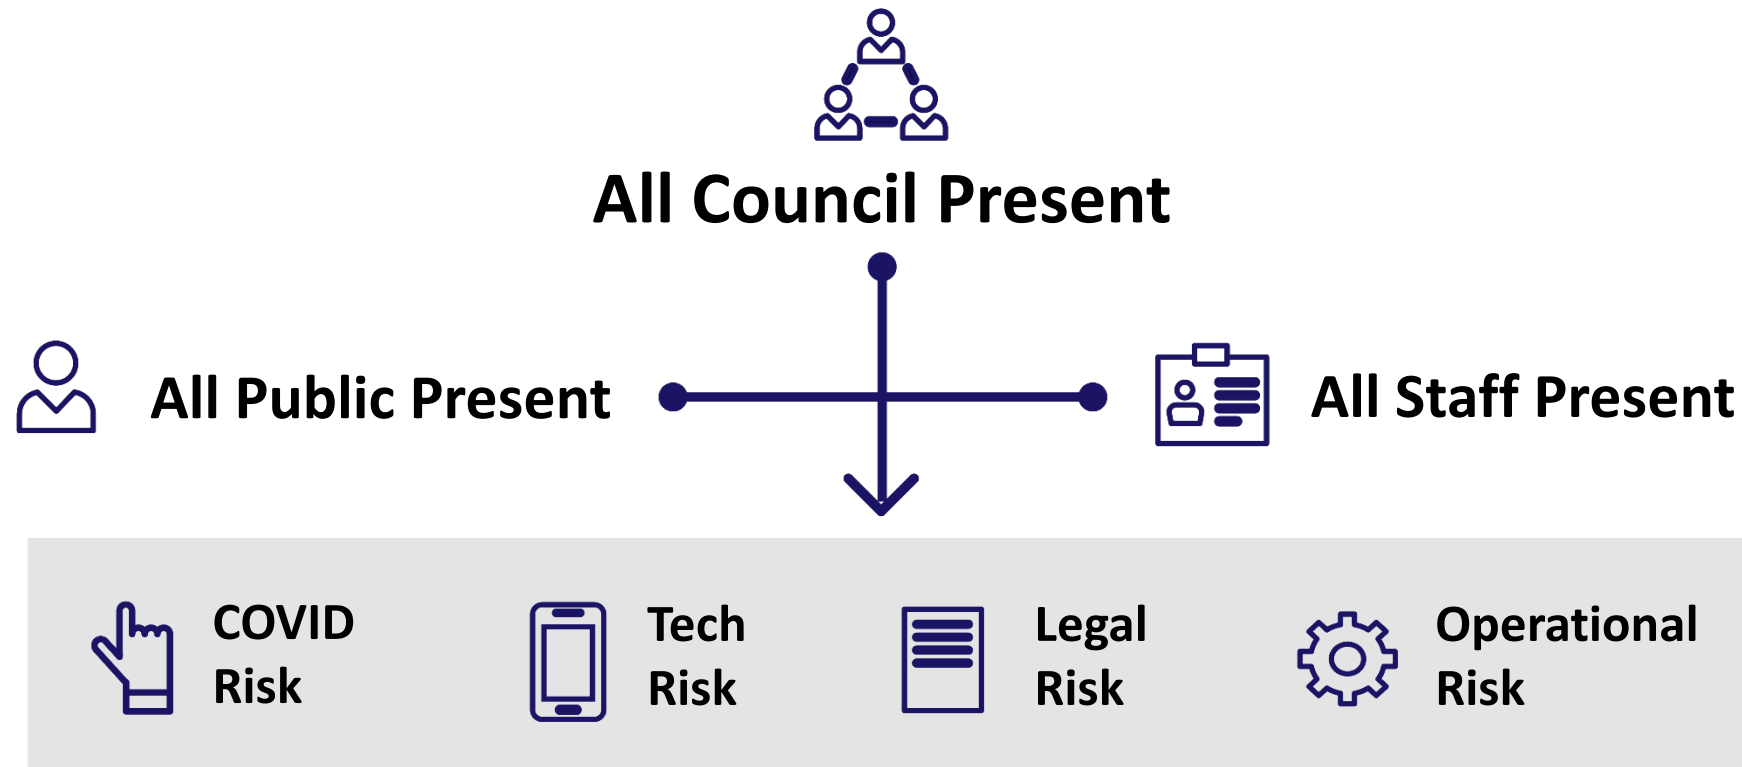 All Council Present
All Public Present
All Staff Present
COVID
Risk
Tech
Risk
Legal
Risk
Operational
Risk